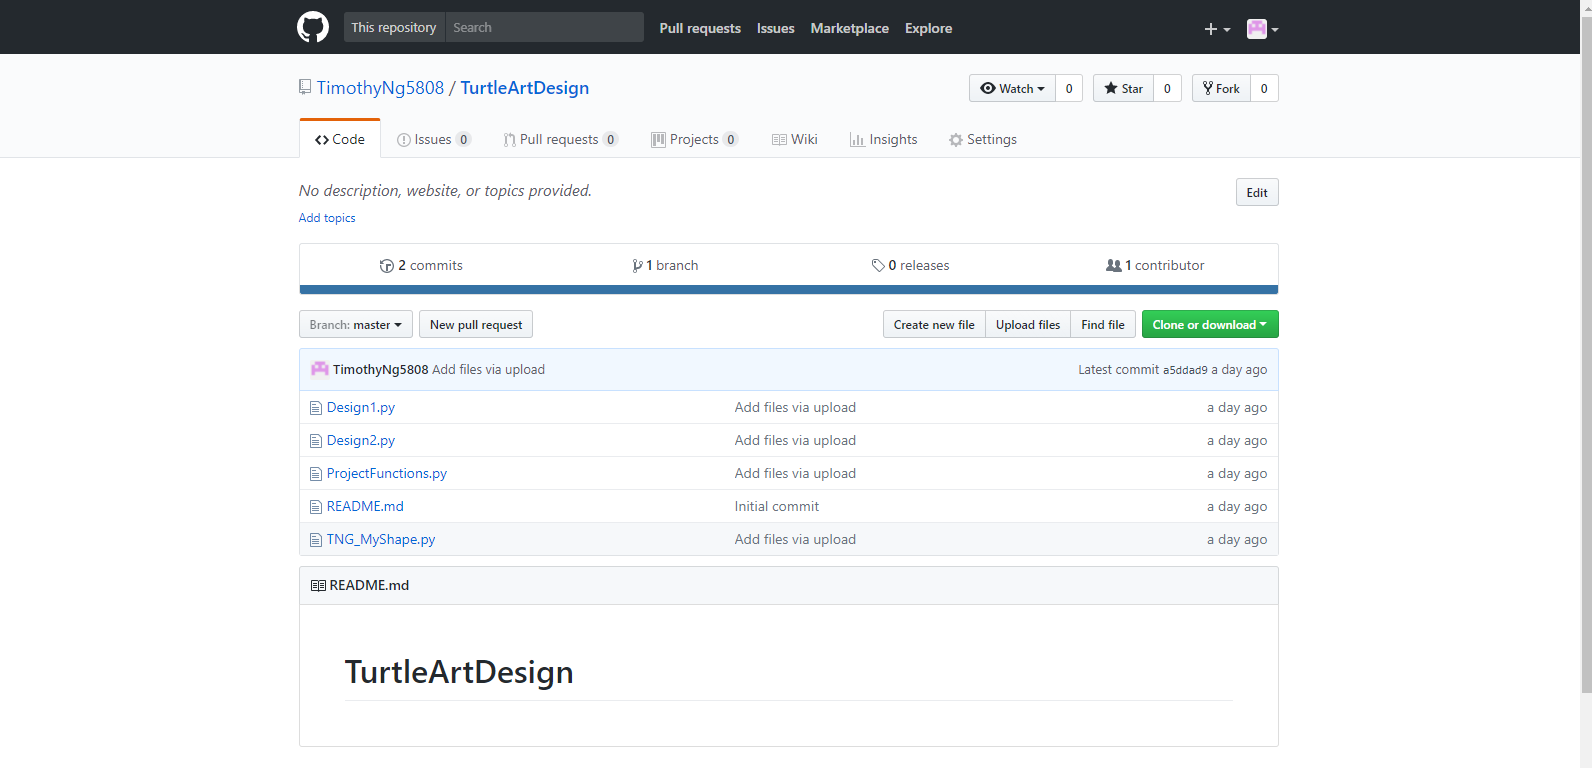 This repository Search Pull requests Issues Marketplace Explore
TimothyNg5808 / TurtleArtDesign Watch 0 Star 0 Fork 0
Code Issues 0 Pull requests 0 Projects 0 Wiki Insights Settings
No description, website, or topics provided. Edit
Add topics
2 commits 1 branch 0 releases 1 contributor
Branch: master New pull request Create new file Upload files Find file Clone or download
TimothyNg5808 Add files via upload Latest commit a5ddad9 a day ago
Design1.py Add files via upload a day ago
Design2.py Add files via upload a day ago
ProjectFunctions.py Add files via upload a day ago
README.md Initial commit a day ago
TNG_MyShape.py Add files via upload a day ago
README.md
TurtleArtDesign